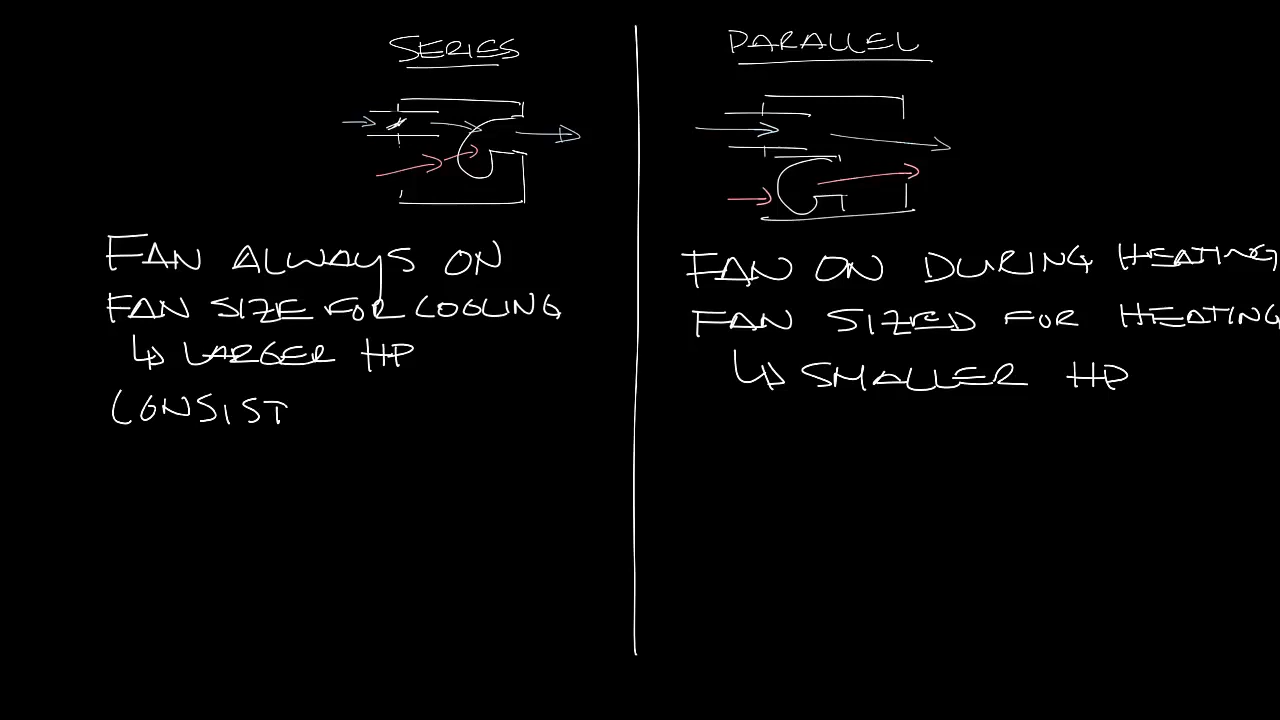 SERIES
FAN ALWAYS ON
FAN SIZE FOR COOLING
↳ LARGER HP
CONSIST
PARALLEL
FAN ON DURING HEATING
FAN SIZED FOR HEATING
↳ SMALLER HP